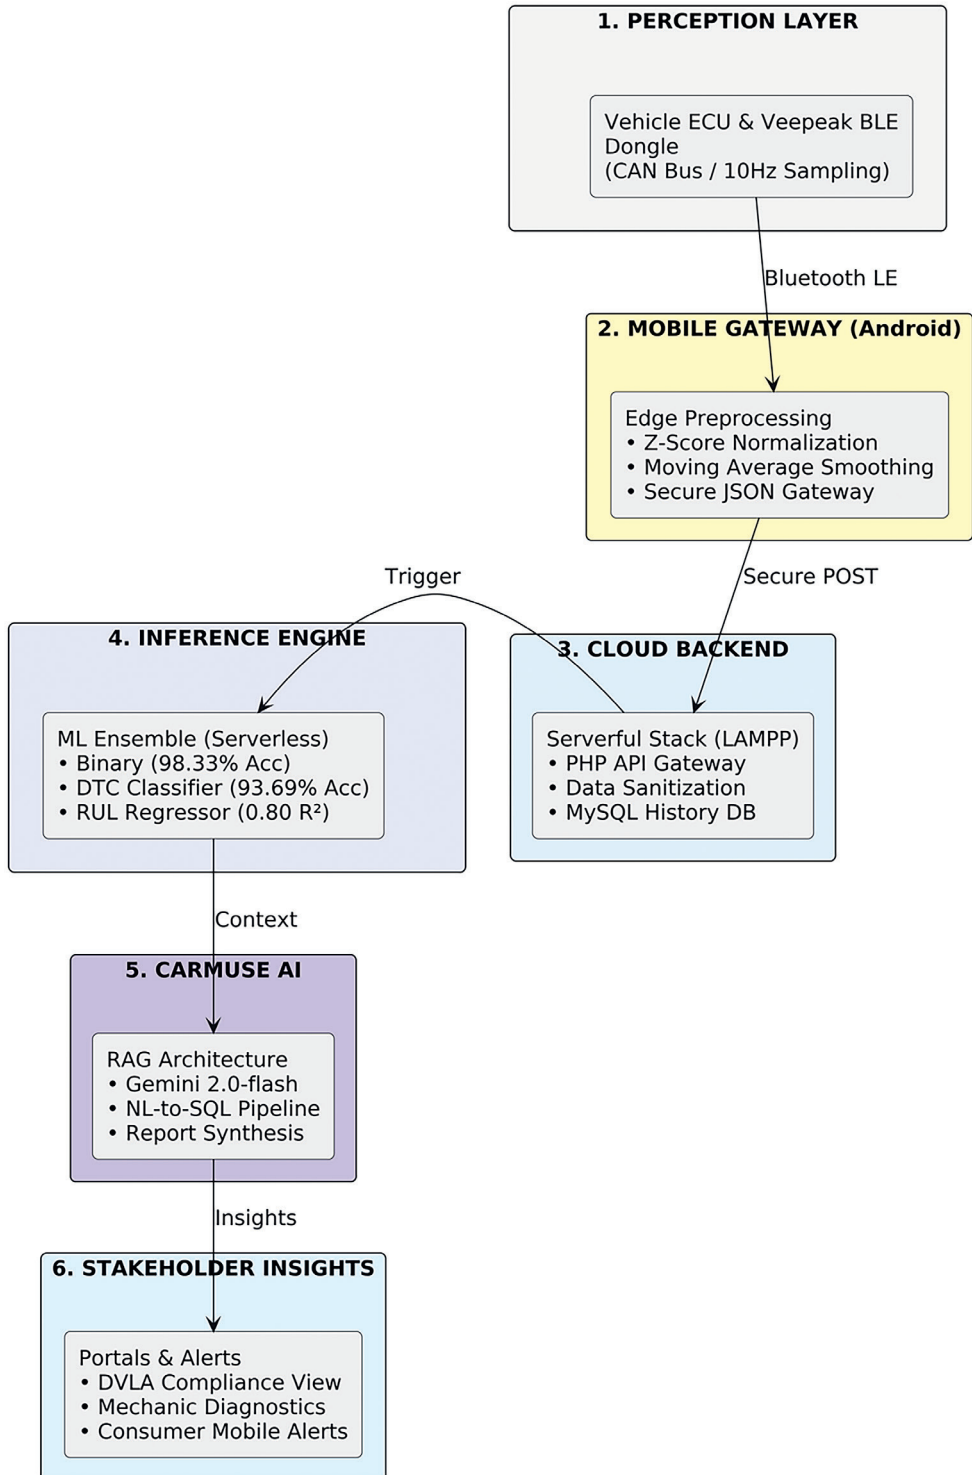 1. PERCEPTION LAYER
Vehicle ECU & Veepeak BLE
Dongle
(CAN Bus / 10Hz Sampling)
Bluetooth LE
2. MOBILE GATEWAY (Android)
Edge Preprocessing
• Z-Score Normalization
• Moving Average Smoothing
• Secure JSON Gateway
Secure POST
Trigger
3. CLOUD BACKEND
Serverful Stack (LAMPP)
• PHP API Gateway
• Data Sanitization
• MySQL History DB
4. INFERENCE ENGINE
ML Ensemble (Serverless)
• Binary (98.33% Acc)
• DTC Classifier (93.69% Acc)
• RUL Regressor (0.80 R²)
Context
5. CARMUSE AI
RAG Architecture
• Gemini 2.0-flash
• NL-to-SQL Pipeline
• Report Synthesis
Insights
6. STAKEHOLDER INSIGHTS
Portals & Alerts
• DVLA Compliance View
• Mechanic Diagnostics
• Consumer Mobile Alerts